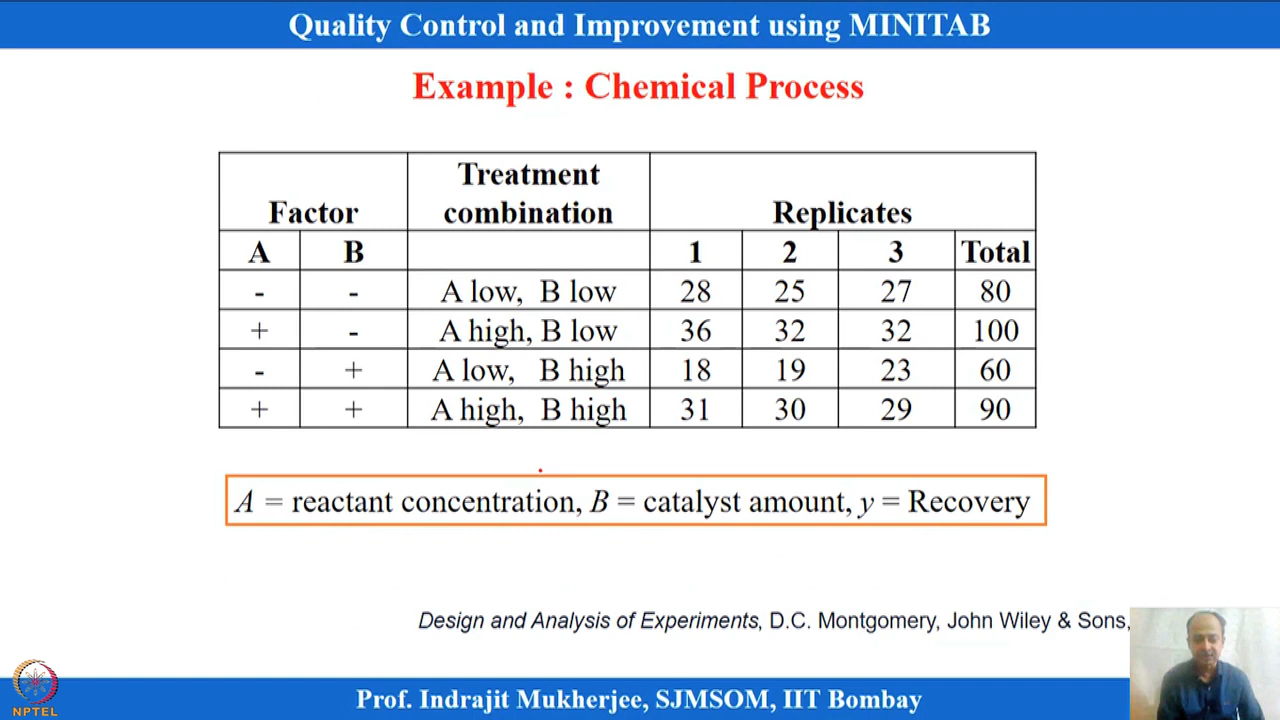 Quality Control and Improvement using MINITAB
Example : Chemical Process
Factor Treatment combination Replicates
A B 1 2 3 Total
- - A low, B low 28 25 27 80
+ - A high, B low 36 32 32 100
- + A low, B high 18 19 23 60
+ + A high, B high 31 30 29 90
A = reactant concentration, B = catalyst amount, y = Recovery
Design and Analysis of Experiments, D.C. Montgomery, John Wiley & Sons,
Prof. Indrajit Mukherjee, SJMSOM, IIT Bombay
NPTEL